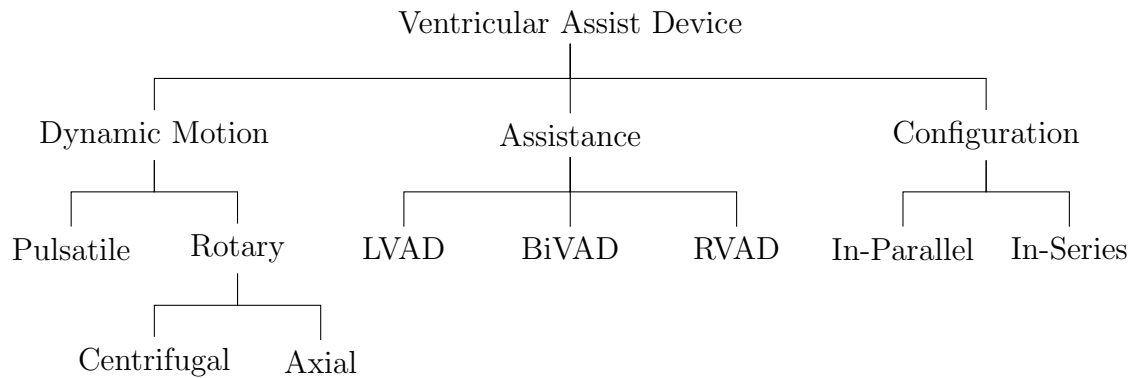 Ventricular Assist Device
Dynamic Motion Assistance Configuration
Pulsatile Rotary LVAD BiVAD RVAD In-Parallel In-Series
Centrifugal Axial